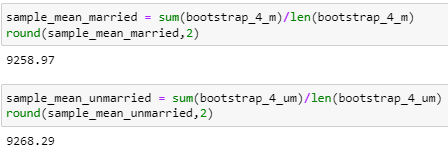 sample_mean_married = sum(bootstrap_4_m)/len(bootstrap_4_m)
round(sample_mean_married,2)
9258.97
sample_mean_unmarried = sum(bootstrap_4_um)/len(bootstrap_4_um)
round(sample_mean_unmarried,2)
9268.29